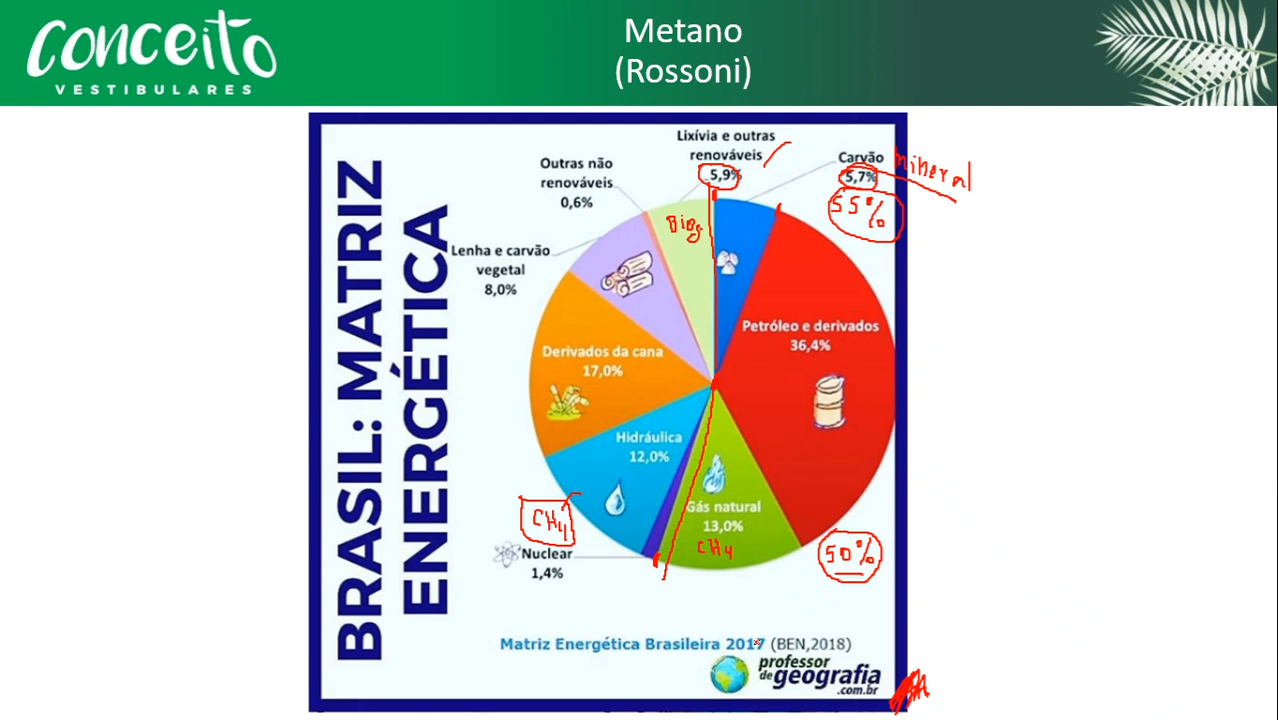 conceito
VESTIBULARES
Metano
(Rossoni)
BRASIL: MATRIZ
ENERGÉTICA
Lixívia e outras
renováveis
5,9%
Carvão
5,7%
mineral
55%
Outras não
renováveis
0,6%
Biog
Lenha e carvão
vegetal
8,0%
Petróleo e derivados
36,4%
Derivados da cana
17,0%
Hidráulica
12,0%
CH4
Gás natural
13,0%
CH4
50%
Nuclear
1,4%
Matriz Energética Brasileira 2017 (BEN,2018)
professor
de geografia
.com.br